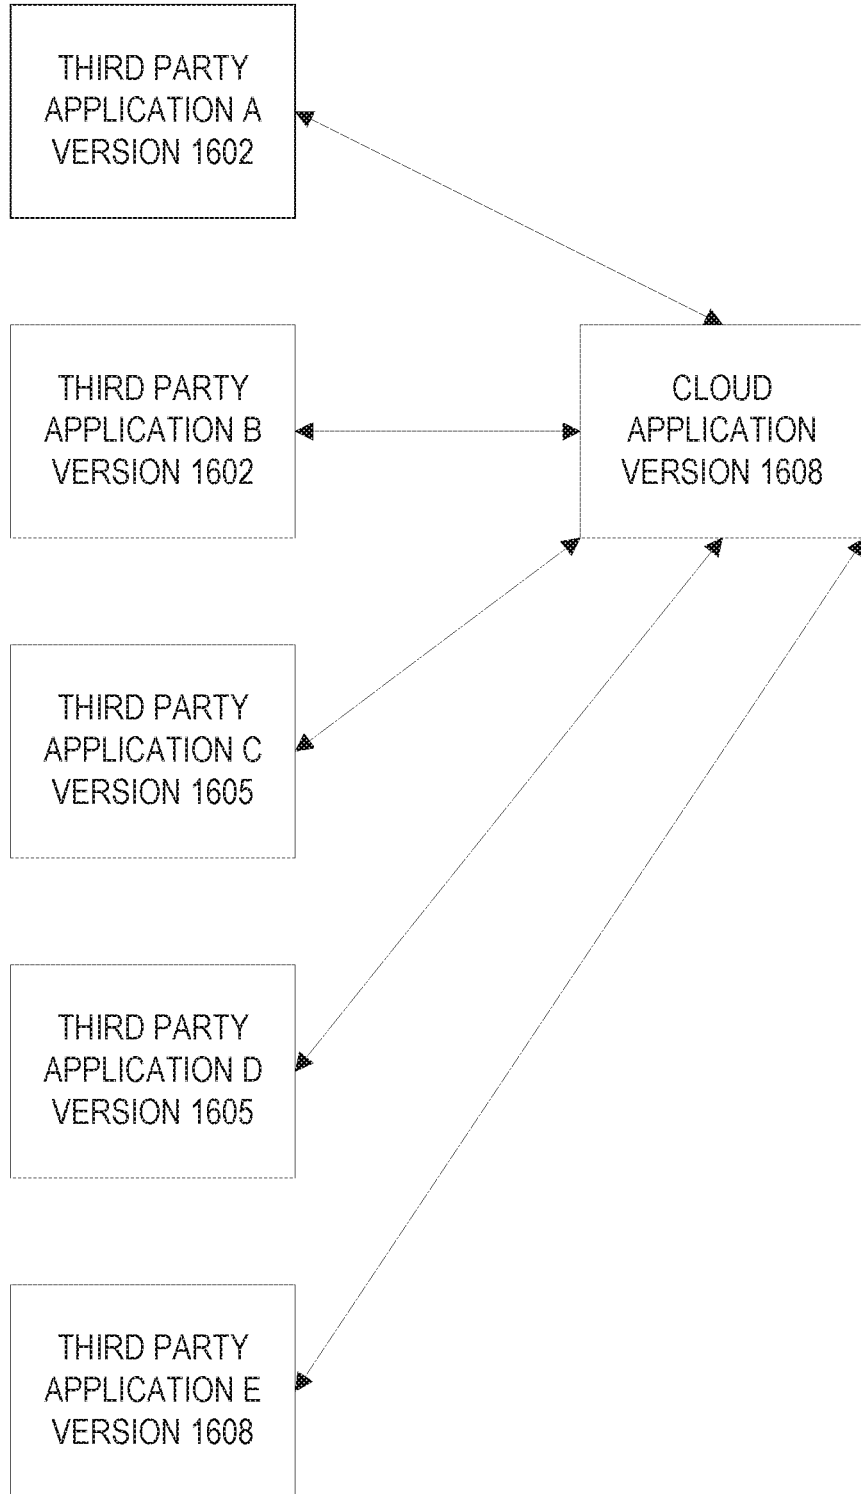 THIRD PARTY
APPLICATION A
VERSION 1602
THIRD PARTY
APPLICATION B
VERSION 1602
CLOUD
APPLICATION
VERSION 1608
THIRD PARTY
APPLICATION C
VERSION 1605
THIRD PARTY
APPLICATION D
VERSION 1605
THIRD PARTY
APPLICATION E
VERSION 1608